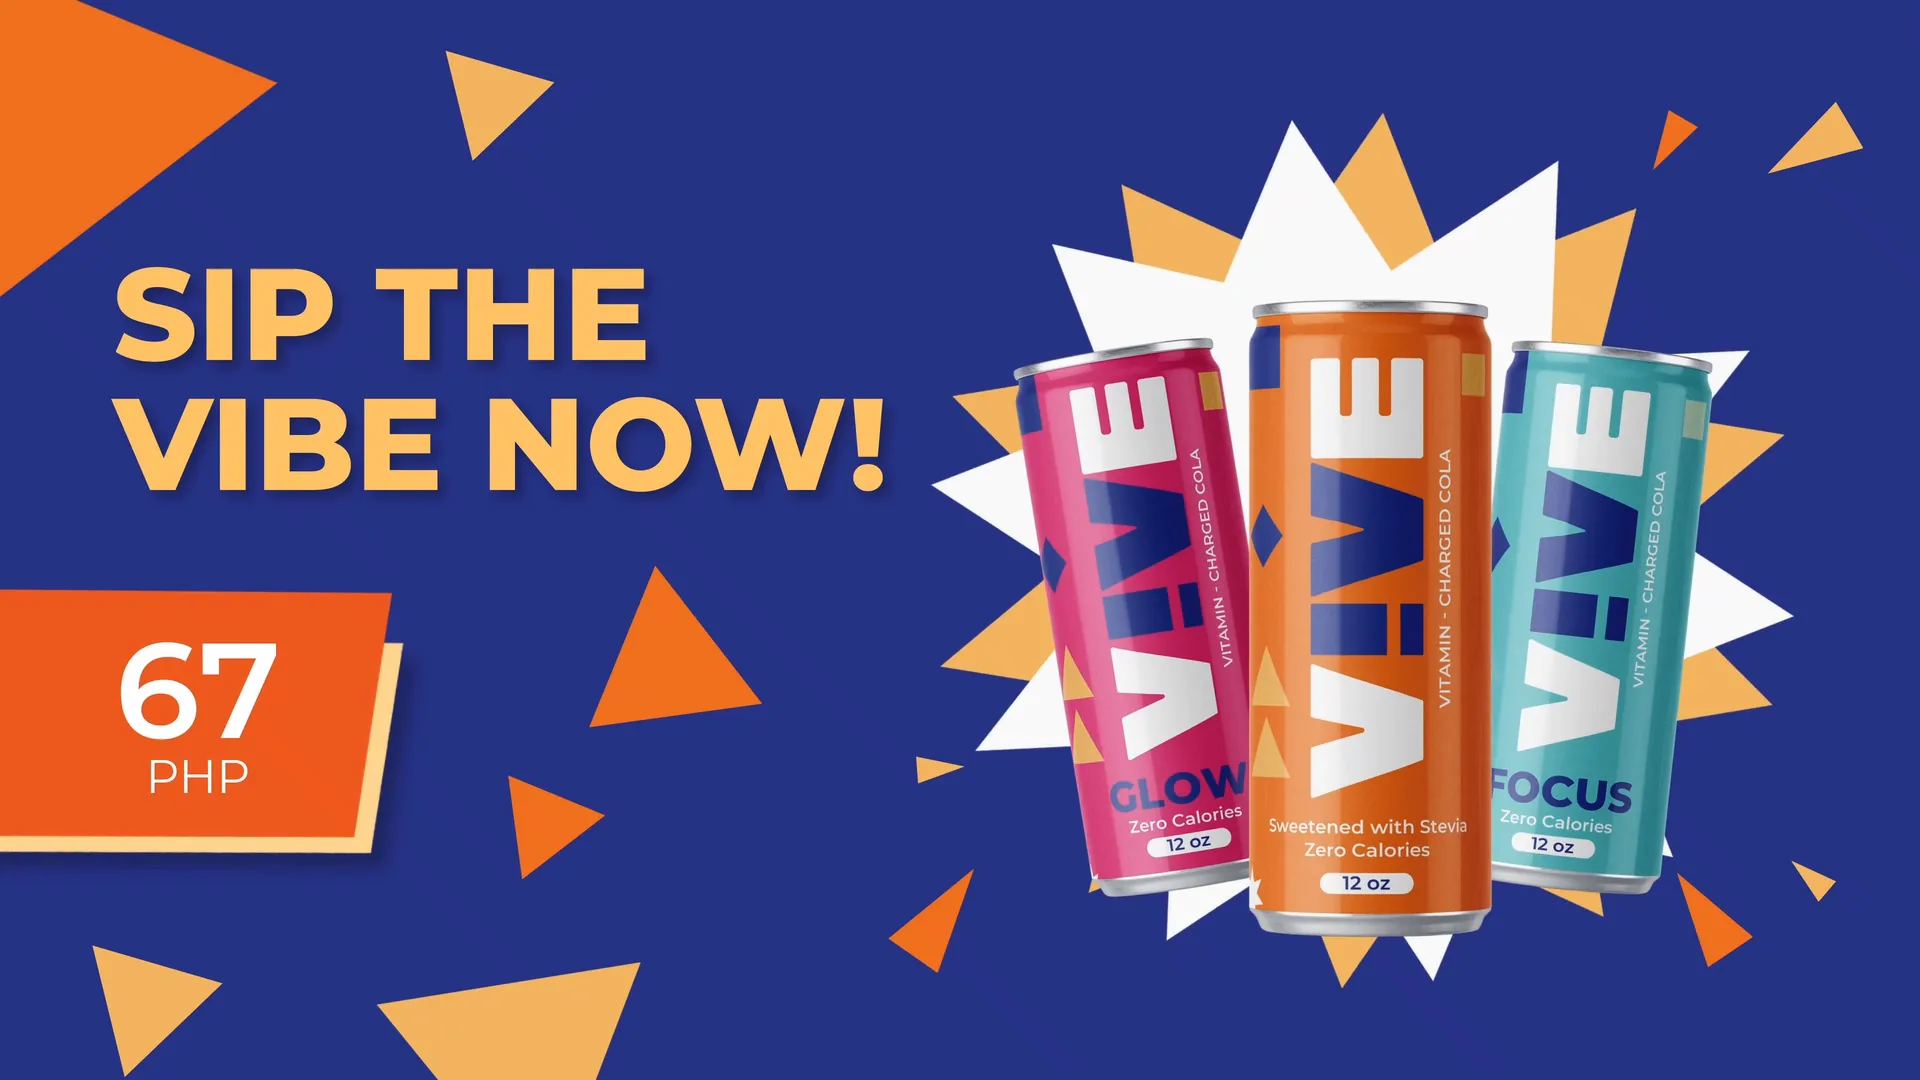 SIP THE
VIBE NOW!
67
PHP
VIVE
VITAMIN - CHARGED COLA
GLOW
Zero Calories
12 oz
VIVE
VITAMIN - CHARGED COLA
Sweetened with Stevia
Zero Calories
12 oz
VIVE
VITAMIN - CHARGED COLA
FOCUS
Zero Calories
12 oz